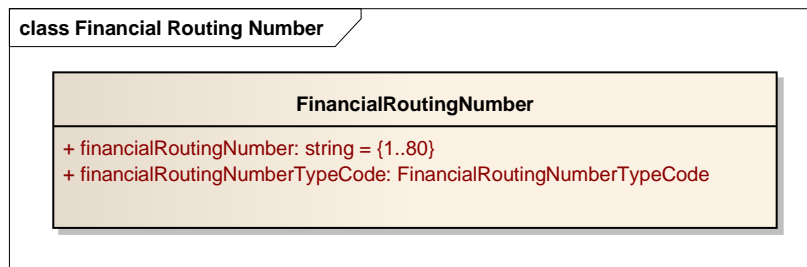 class Financial Routing Number
FinancialRoutingNumber
+ financialRoutingNumber: string = {1..80}
+ financialRoutingNumberTypeCode: FinancialRoutingNumberTypeCode